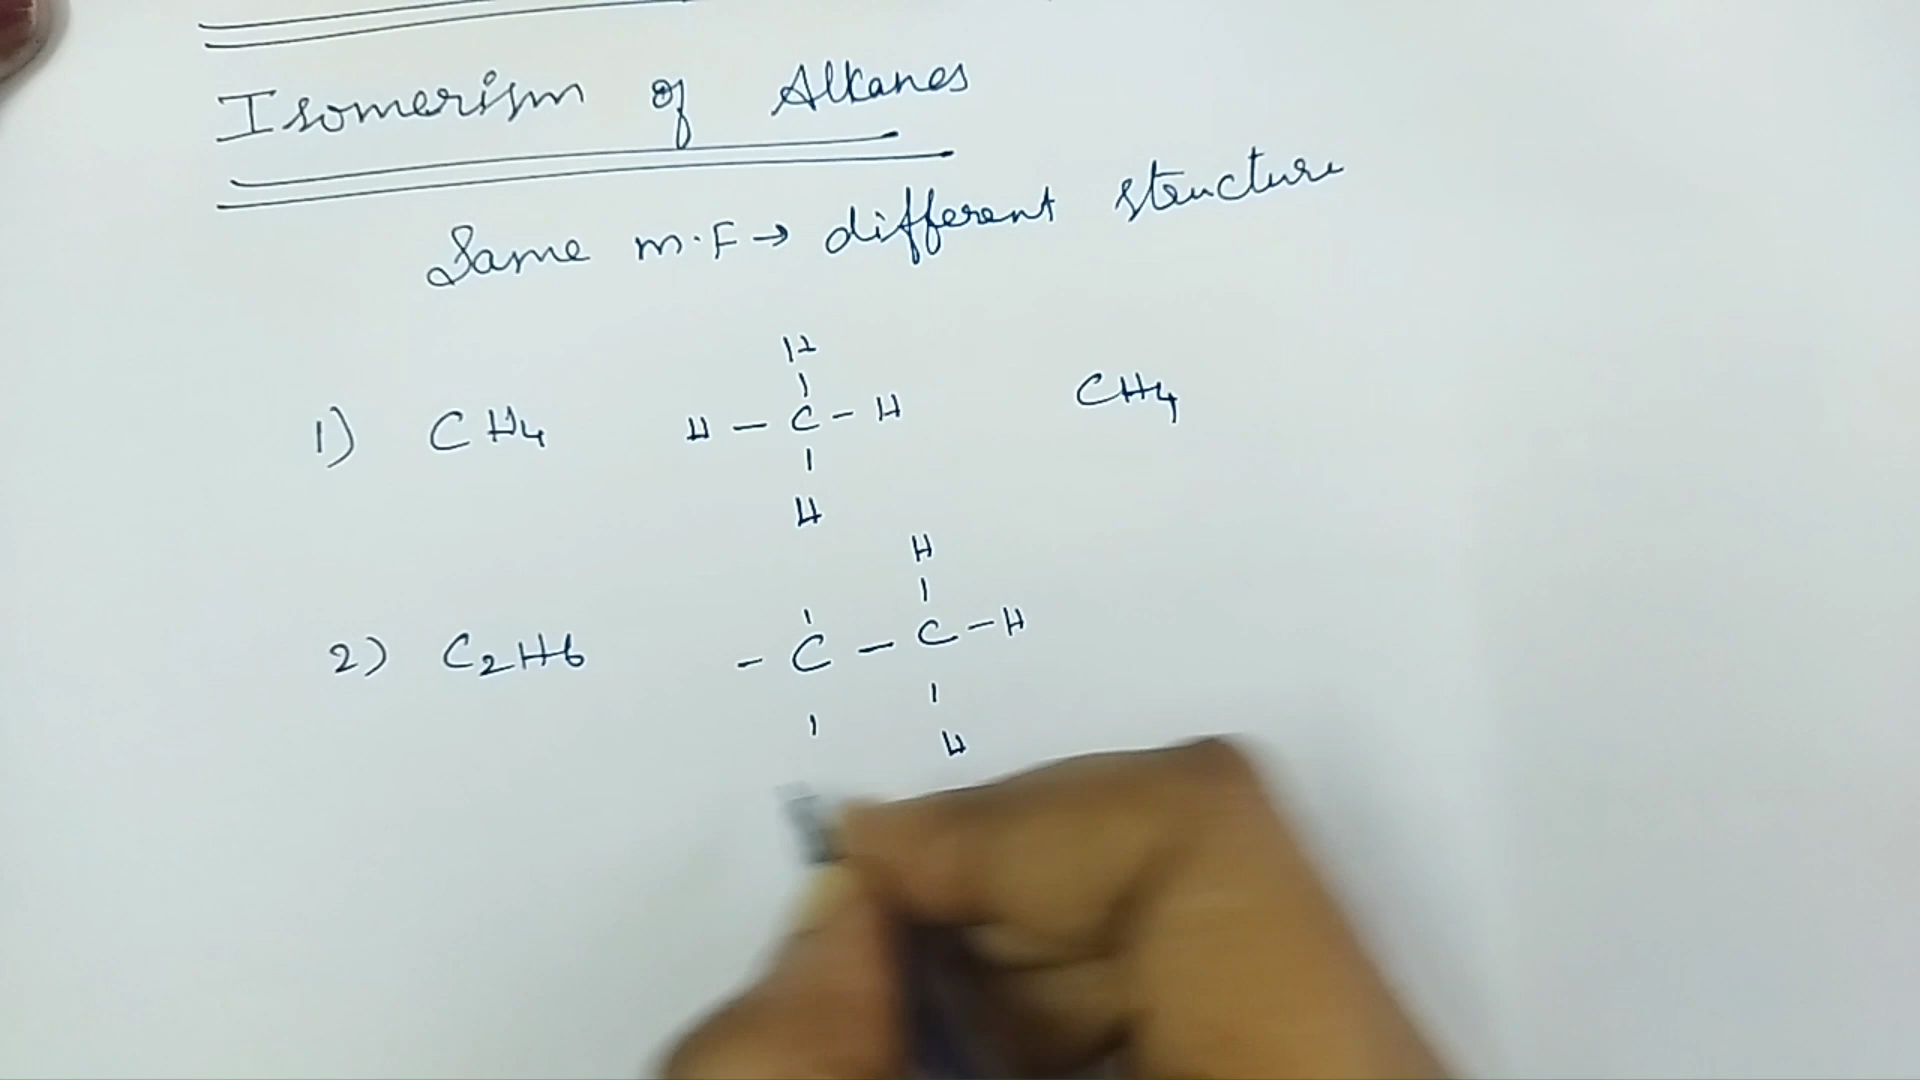 Isomerism of Alkanes
Same m.F → different structure
H
|
1) CH4 H - C - H CH4
|
H
H
|
2) C2H6 - C - C - H
|
H